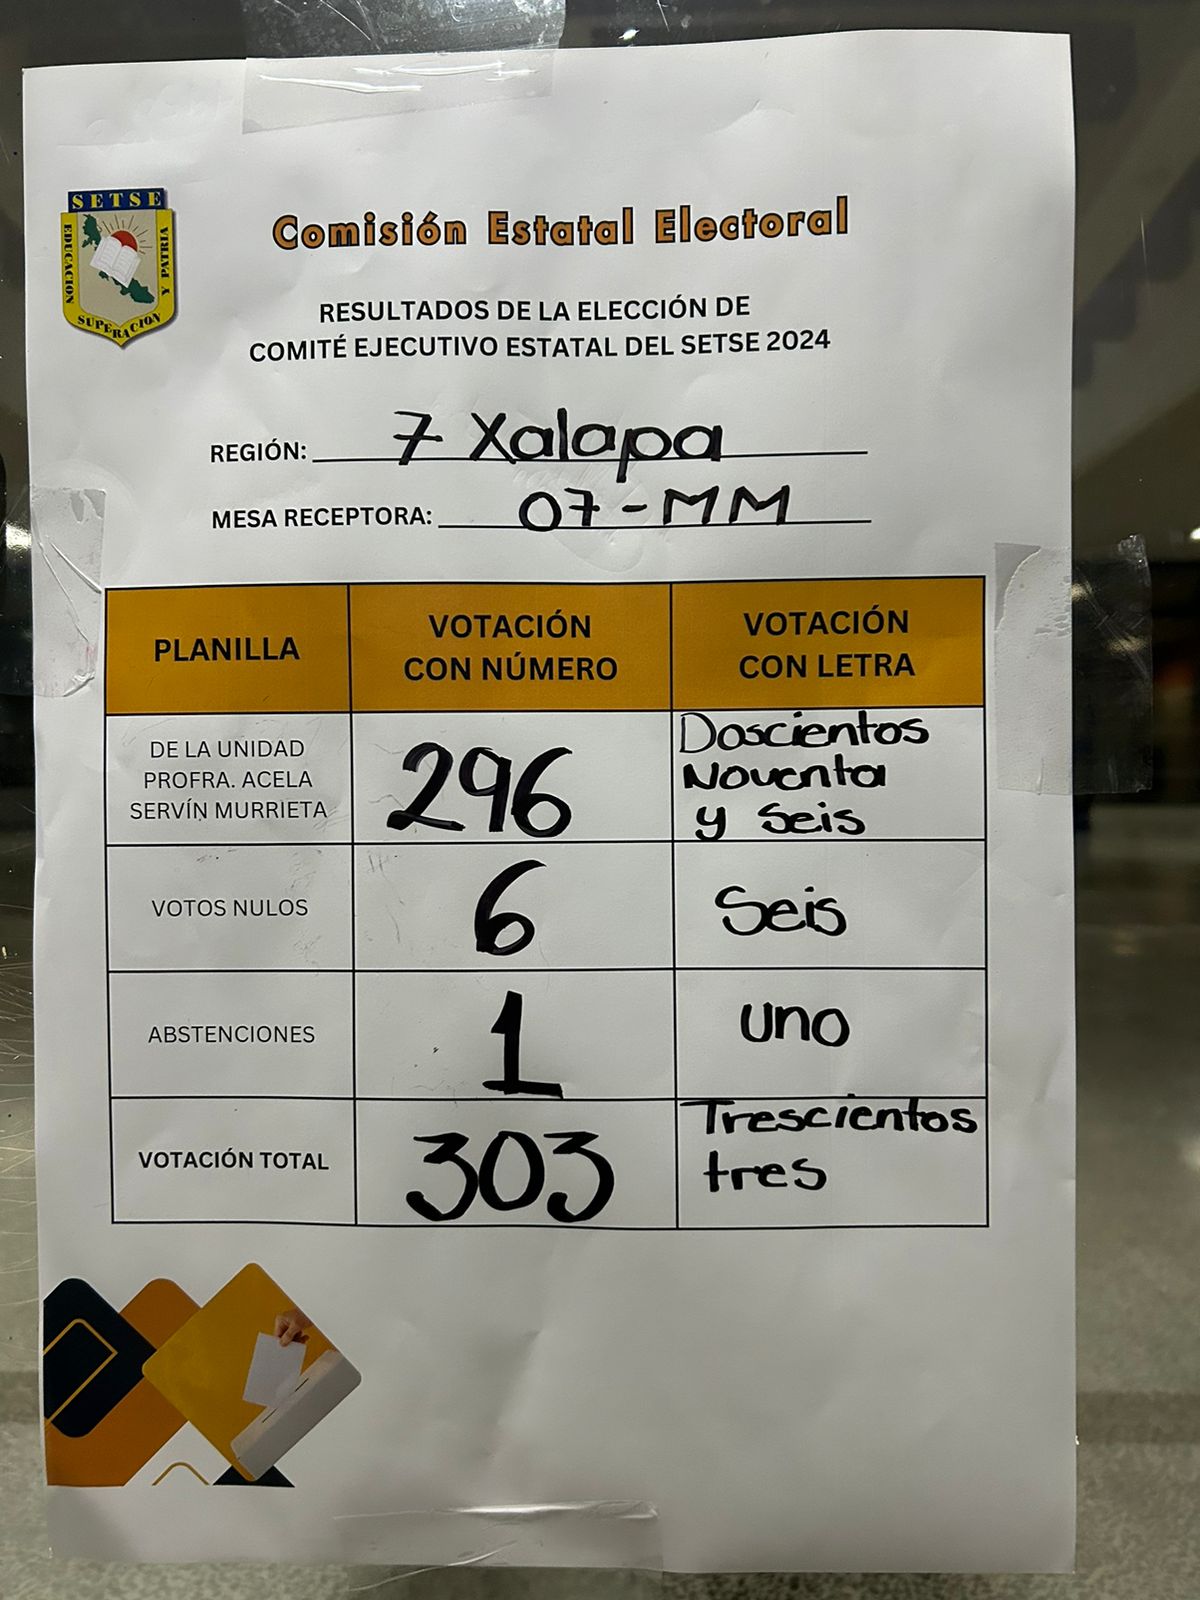 SETSE
EDUCACION
Y PATRIA
SUPERACION
Comisión Estatal Electoral
RESULTADOS DE LA ELECCIÓN DE
COMITÉ EJECUTIVO ESTATAL DEL SETSE 2024
REGIÓN: 7 Xalapa
MESA RECEPTORA: 07-MM
PLANILLA
VOTACIÓN
CON NÚMERO
VOTACIÓN
CON LETRA
DE LA UNIDAD
PROFRA. ACELA
SERVÍN MURRIETA
296
Doscientos
Noventa
y Seis
VOTOS NULOS
6
Seis
ABSTENCIONES
1
uno
VOTACIÓN TOTAL
303
Trescientos
tres